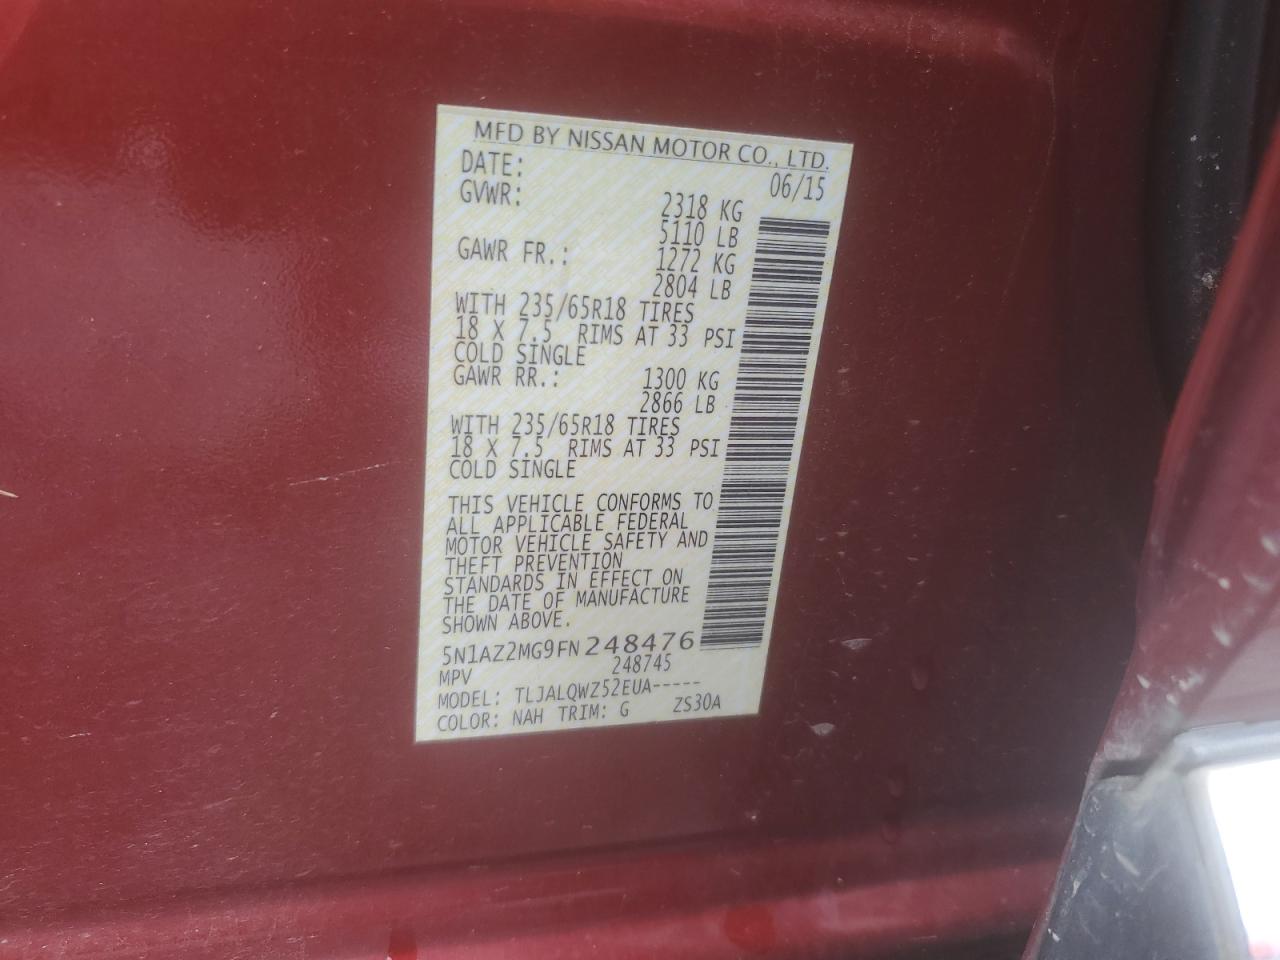 MFD BY NISSAN MOTOR CO., LTD.
DATE: 06/15
GVWR: 2318 KG
5110 LB
GAWR FR.: 1272 KG
2804 LB
WITH 235/65R18 TIRES
18 X 7.5 RIMS AT 33 PSI
COLD SINGLE
GAWR RR.: 1300 KG
2866 LB
WITH 235/65R18 TIRES
18 X 7.5 RIMS AT 33 PSI
COLD SINGLE
THIS VEHICLE CONFORMS TO
ALL APPLICABLE FEDERAL
MOTOR VEHICLE SAFETY AND
THEFT PREVENTION
STANDARDS IN EFFECT ON
THE DATE OF MANUFACTURE
SHOWN ABOVE.
5N1AZ2MG9FN248476
MPV 248745
MODEL: TLJALQWZ52EUA-----
COLOR: NAH TRIM: G ZS30A